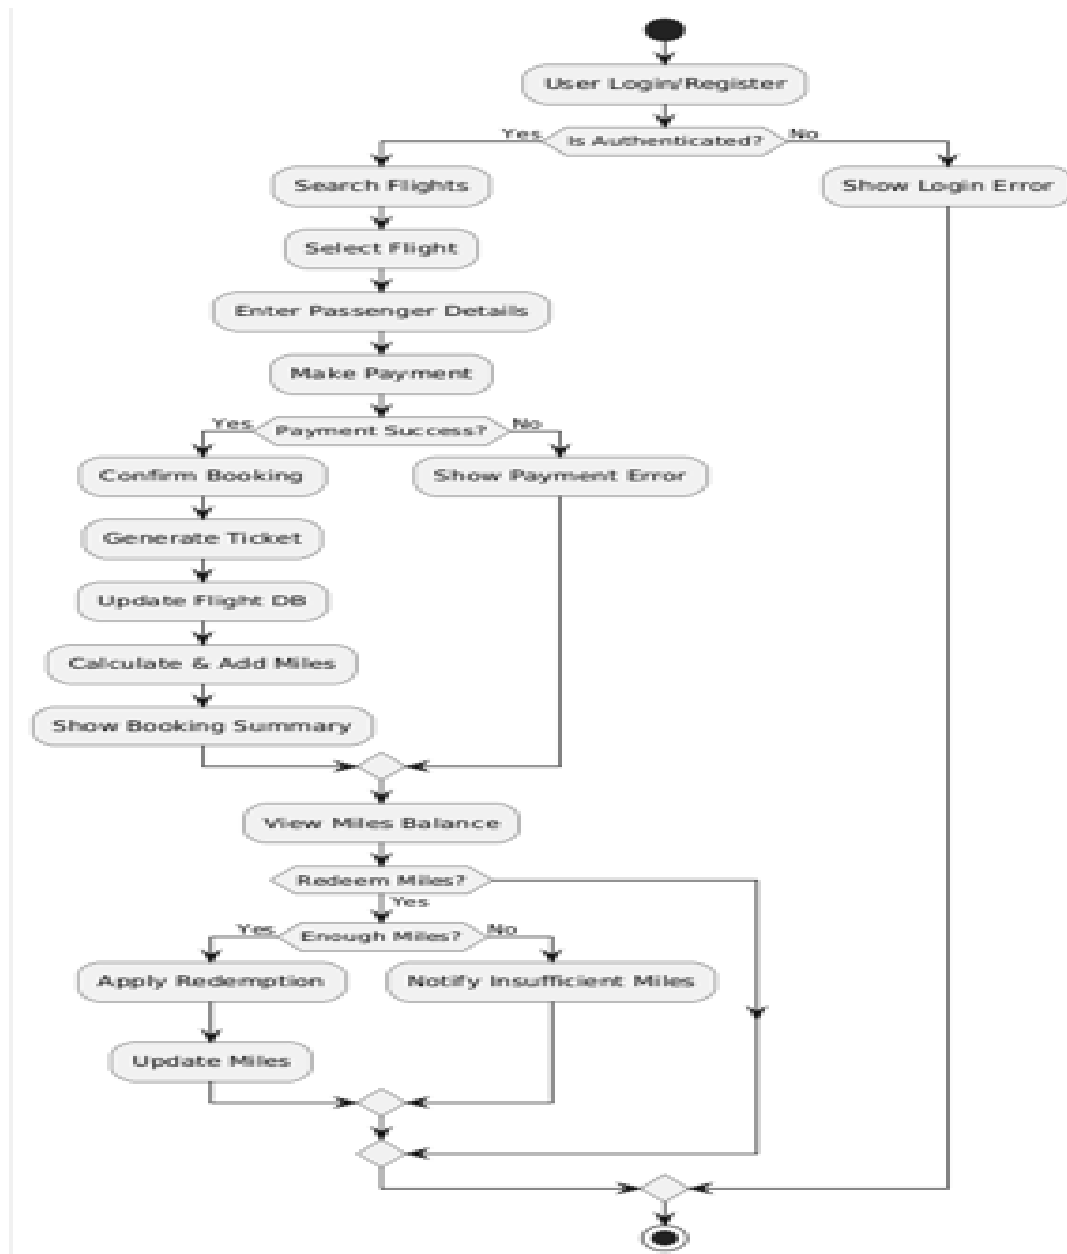 User Login/Register
Yes
Is Authenticated?
No
Search Flights
Show Login Error
Select Flight
Enter Passenger Details
Make Payment
Yes
Payment Success?
No
Confirm Booking
Show Payment Error
Generate Ticket
Update Flight DB
Calculate & Add Miles
Show Booking Summary
View Miles Balance
Redeem Miles?
Yes
Yes
Enough Miles?
No
Apply Redemption
Notify Insufficient Miles
Update Miles